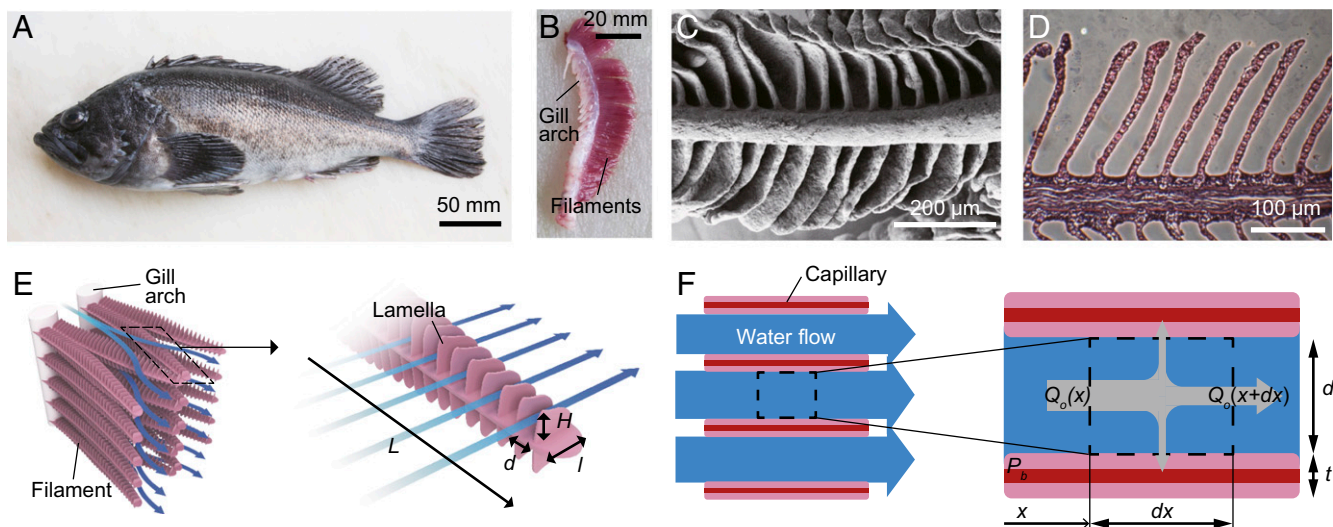 A
50 mm
B
20 mm
Gill
arch
Filaments
C
200 µm
D
100 µm
E
Gill
arch
Filament
Lamella
L
d
H
l
F
Capillary
Water flow
Qo(x)
Qo(x+dx)
d
Pb
t
x
dx